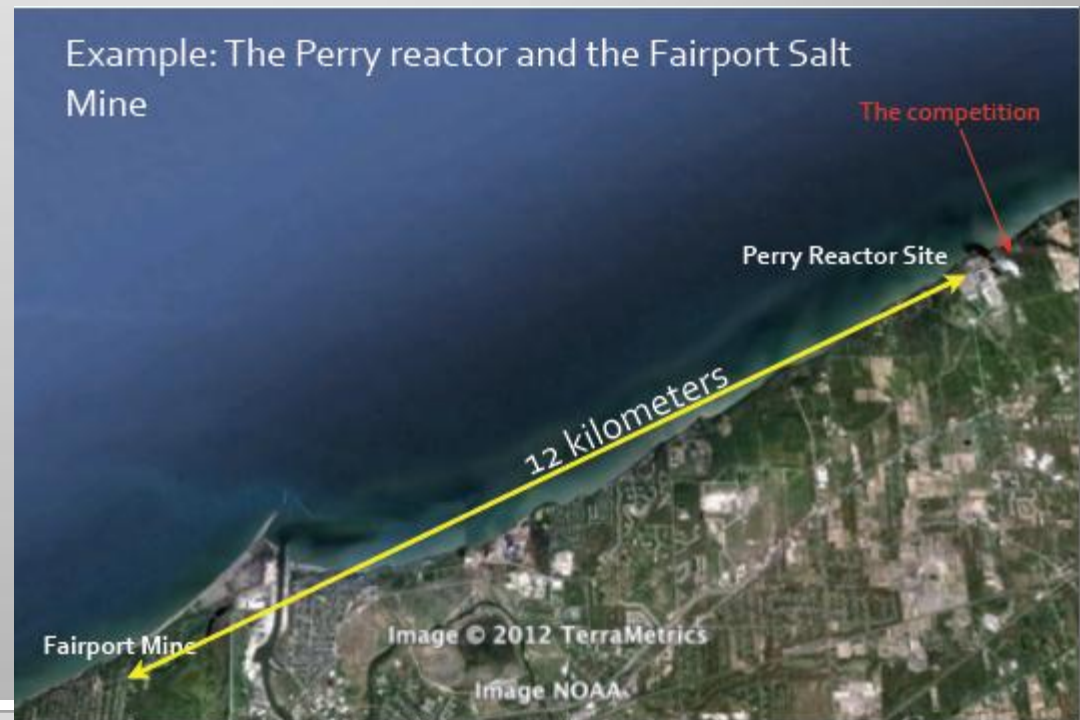 Example: The Perry reactor and the Fairport Salt
Mine
The competition
Perry Reactor Site
12 kilometers
Fairport Mine
Image © 2012 TerraMetrics
Image NOAA